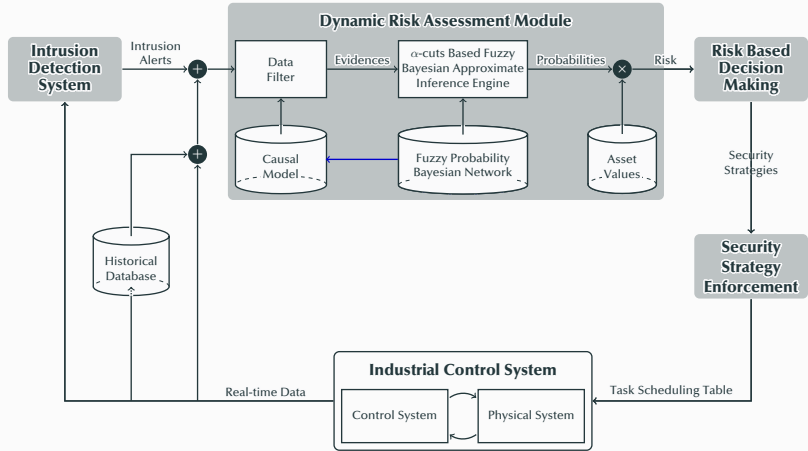 Dynamic Risk Assessment Module
Intrusion
Detection
System
Intrusion
Alerts
+
Data
Filter
Evidences
α-cuts Based Fuzzy
Bayesian Approximate
Inference Engine
Probabilities
×
Risk
Risk Based
Decision
Making
+
Causal
Model
Fuzzy Probability
Bayesian Network
Asset
Values
Security
Strategies
Historical
Database
Security
Strategy
Enforcement
Industrial Control System
Real-time Data
Task Scheduling Table
Control System
Physical System